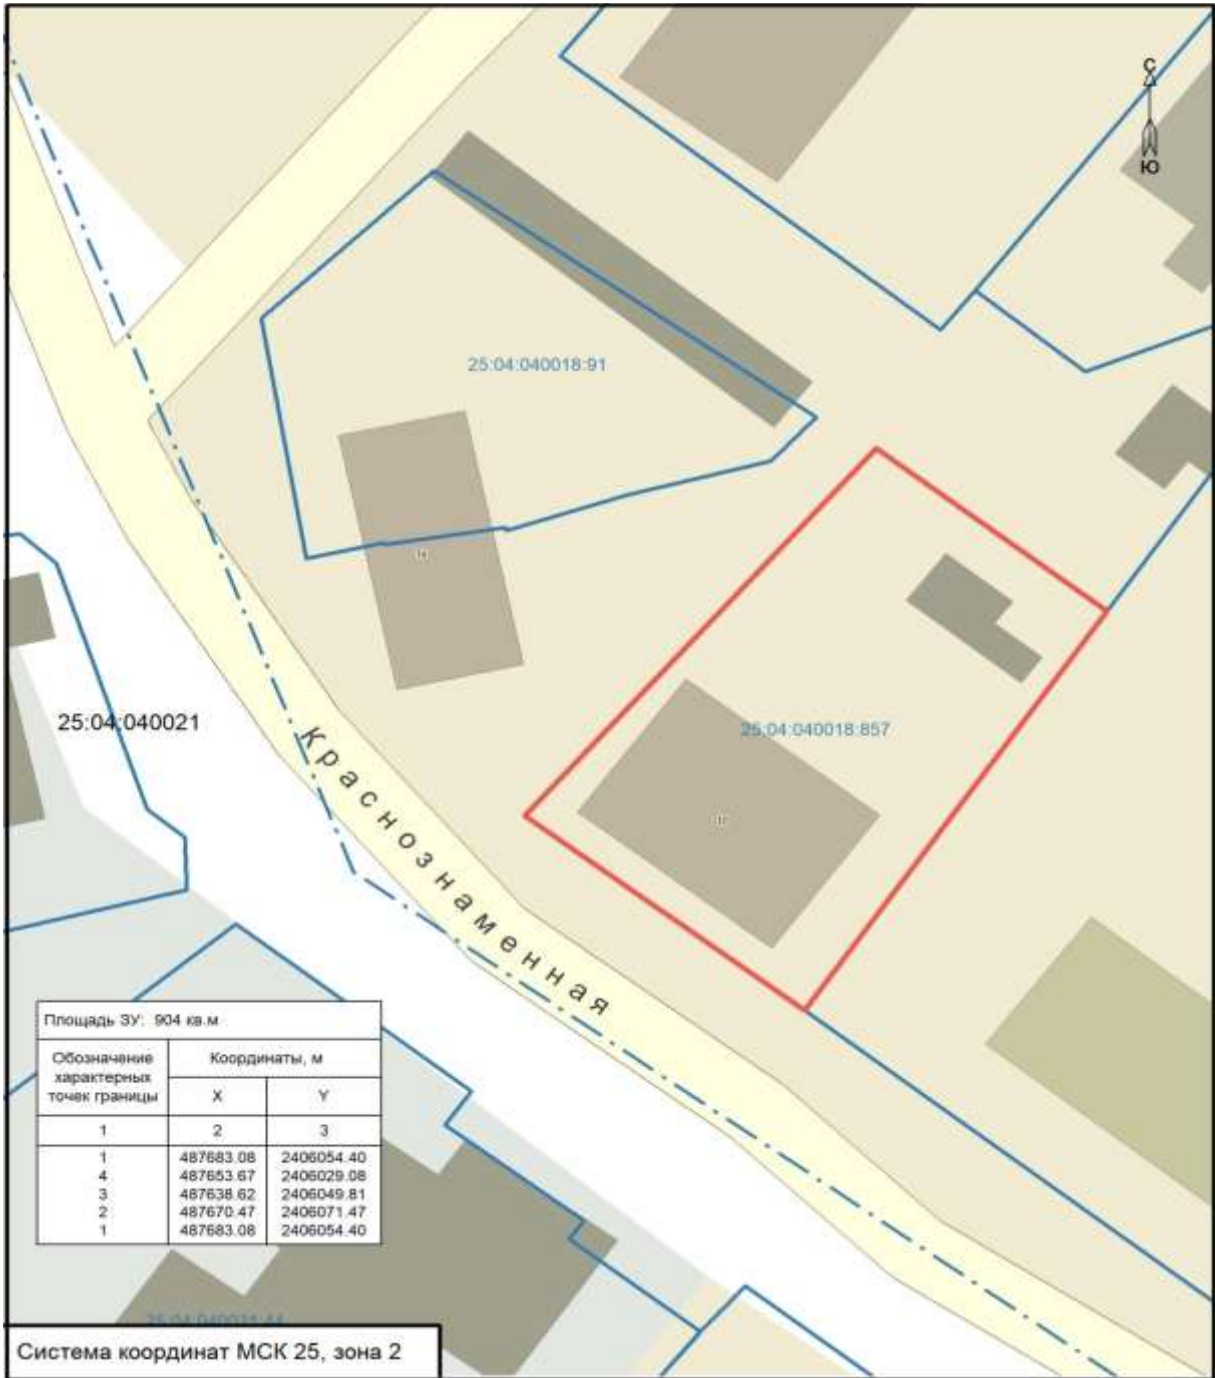 С
Ю
25:04:040018:91
25:04:040021
25:04:040018:857
Краснознаменная
Площадь ЗУ: 904 кв.м
Обозначение характерных точек границы
Координаты, м
X Y
1 2 3
1 487683.08 2406054.40
4 487653.67 2406029.08
3 487638.62 2406049.81
2 487670.47 2406071.47
1 487683.08 2406054.40
Система координат МСК 25, зона 2